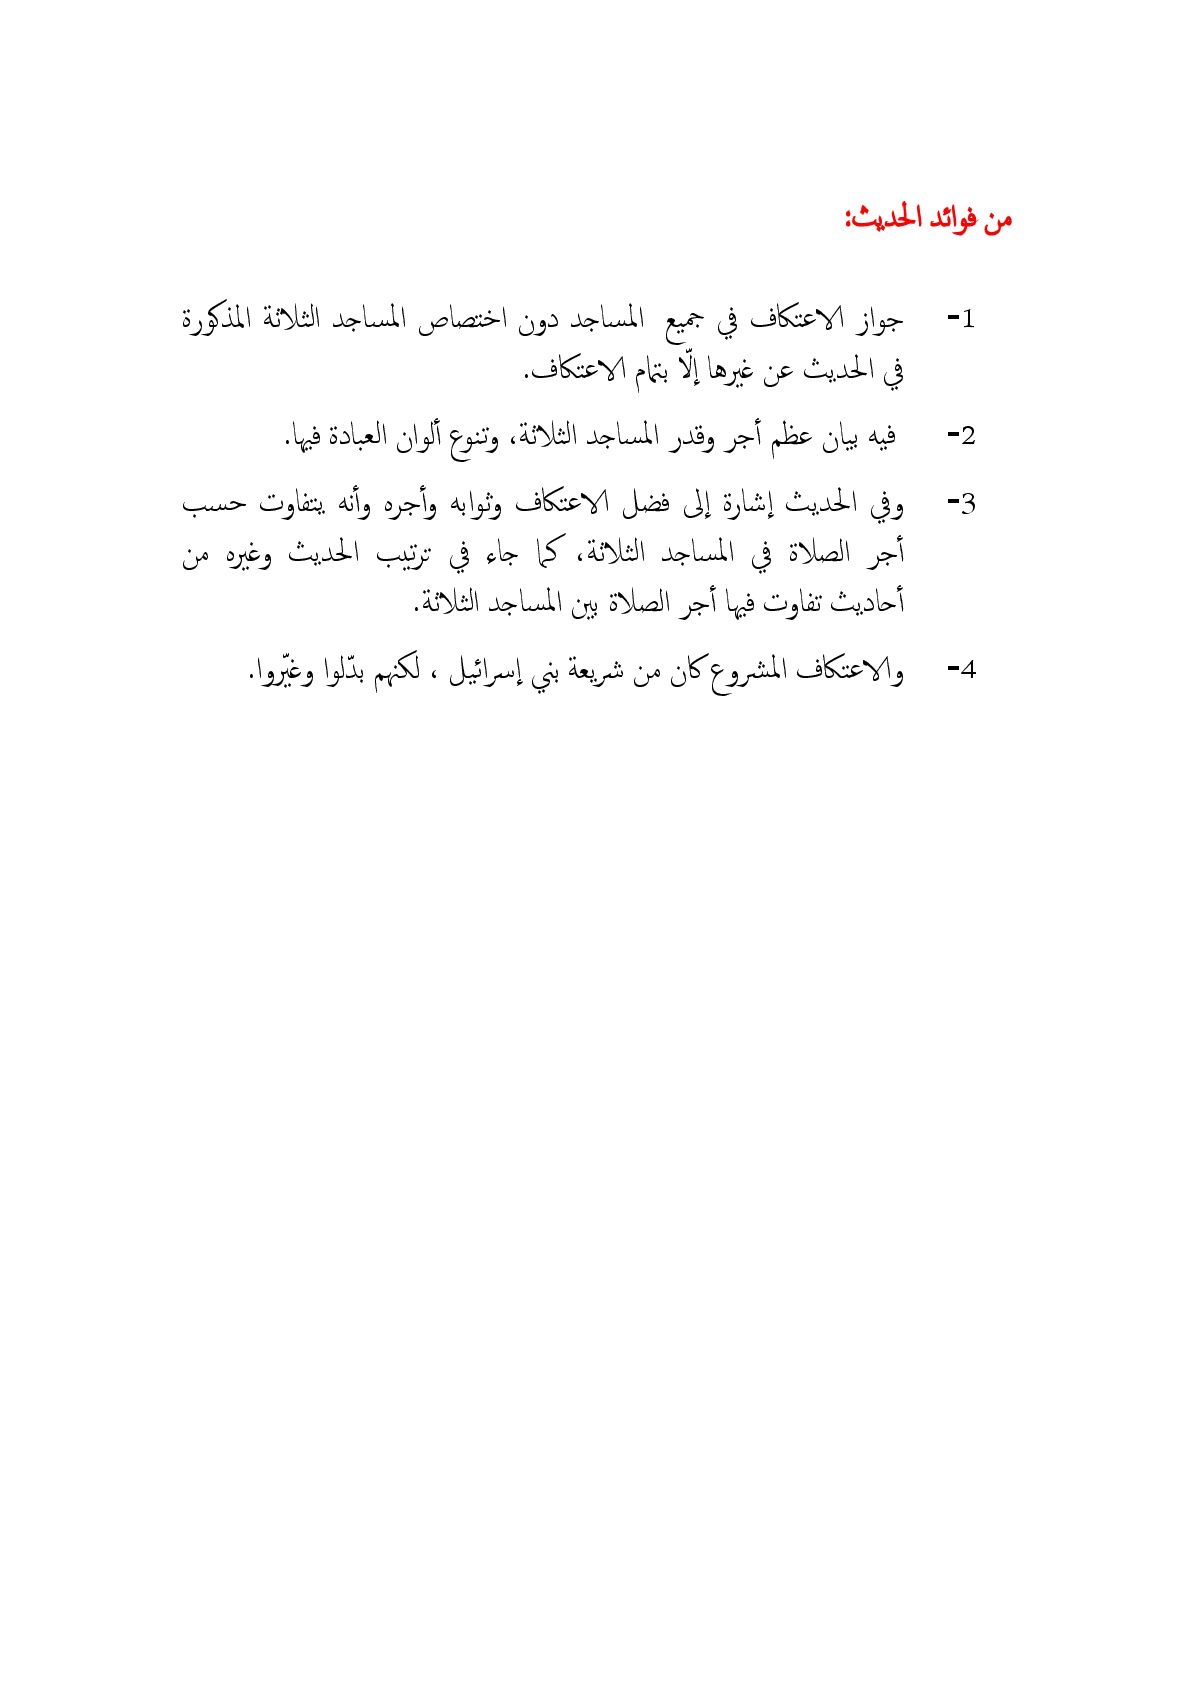 من فوائد الحديث:
1- جواز الاعتكاف في جميع المساجد دون اختصاص المساجد الثلاثة المذكورة
في الحديث عن غيرها إلّا بتمام الاعتكاف.
2- فيه بيان عظم أجر وقدر المساجد الثلاثة، وتنوع ألوان العبادة فيها.
3- وفي الحديث إشارة إلى فضل الاعتكاف وثوابه وأجره وأنه يتفاوت حسب
أجر الصلاة في المساجد الثلاثة، كما جاء في ترتيب الحديث وغيره من
أحاديث تفاوت فيها أجر الصلاة بين المساجد الثلاثة.
4- والاعتكاف المشروع كان من شريعة بني إسرائيل ، لكنهم بدّلوا وغيّروا.